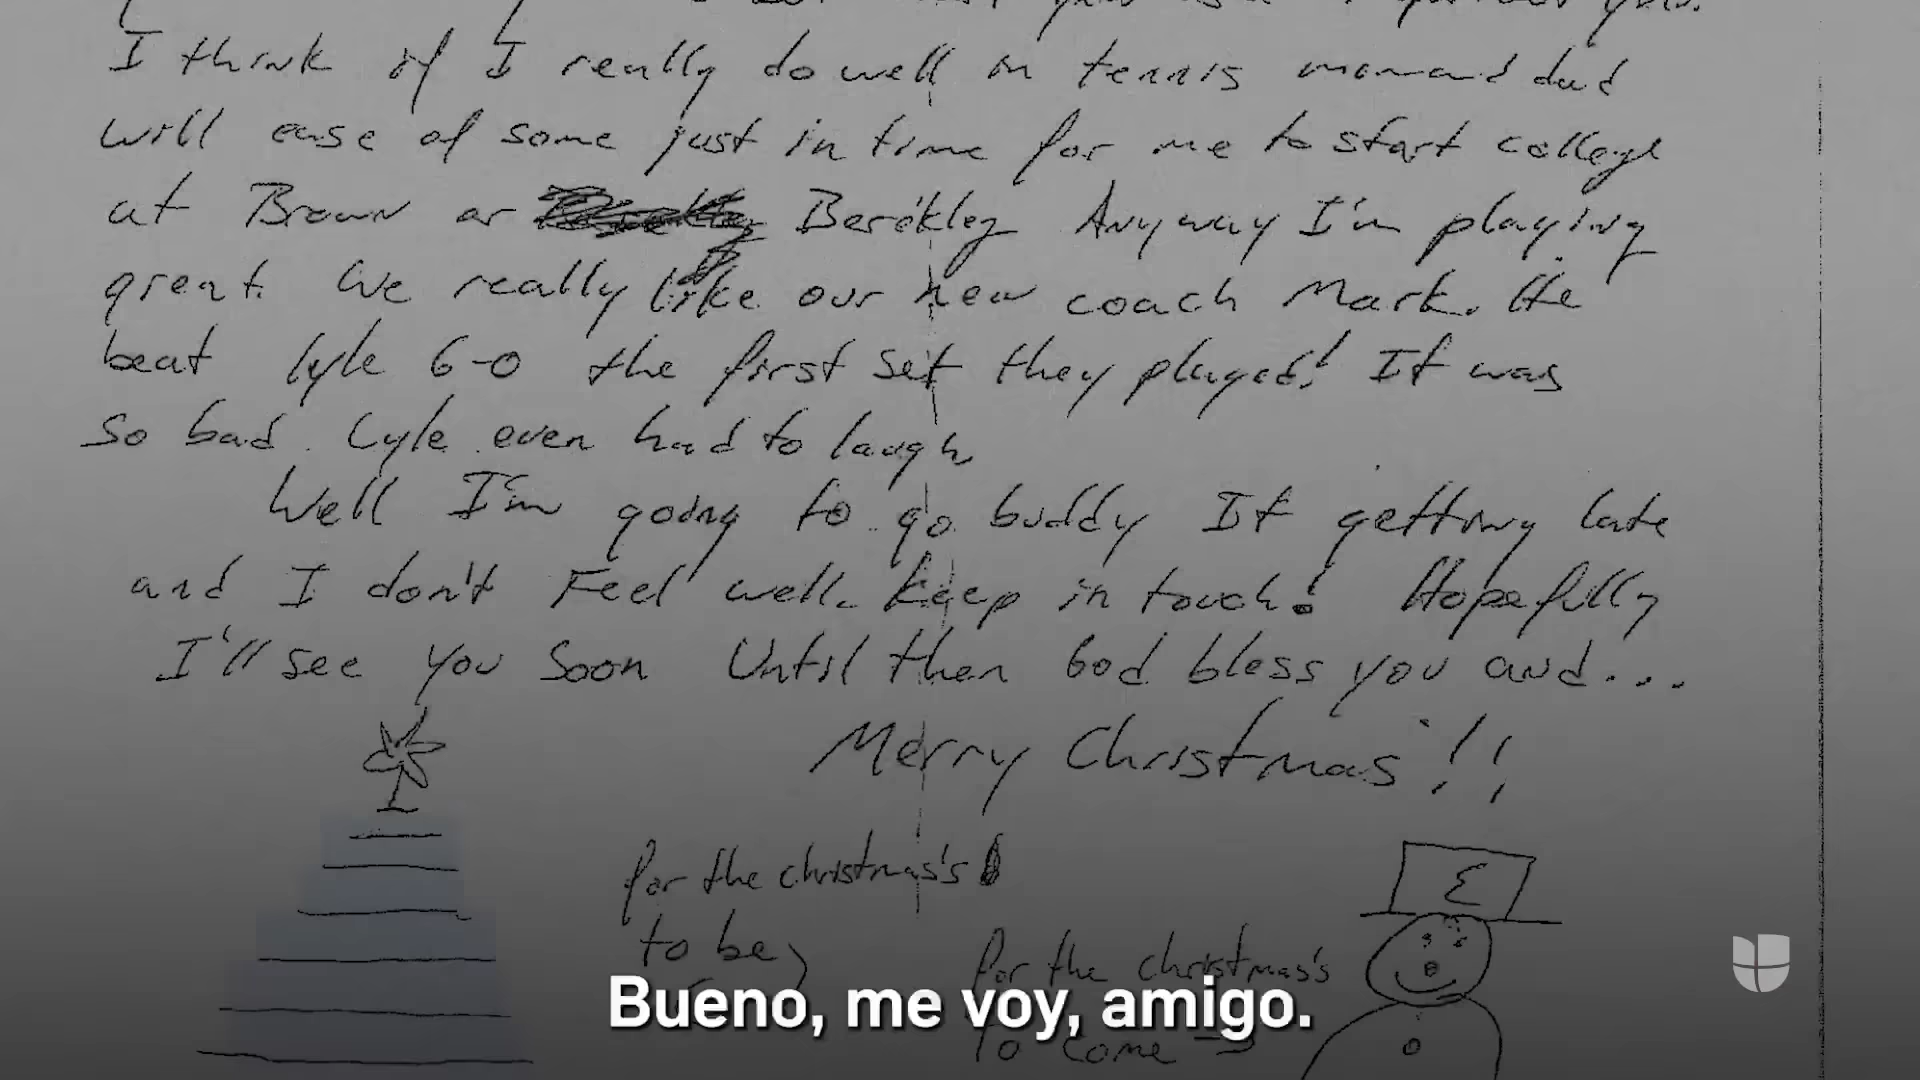 I think if I really do well in tennis mom and dad
will ease of some just in time for me to start college
at Brown or Berekley Anyway I'm playing
great. We really like our new coach Mark. He
beat lyle 6-0 the first set they played! It was
so bad. Lyle even had to laugh
Well I'm going to go buddy It getting late
and I don't feel well. Keep in touch! Hopefully
I'll see you soon Until then God bless you and...
Merry Christmas!!
for the christmas's
to be
for the christmas's
to come
E
Bueno, me voy, amigo.